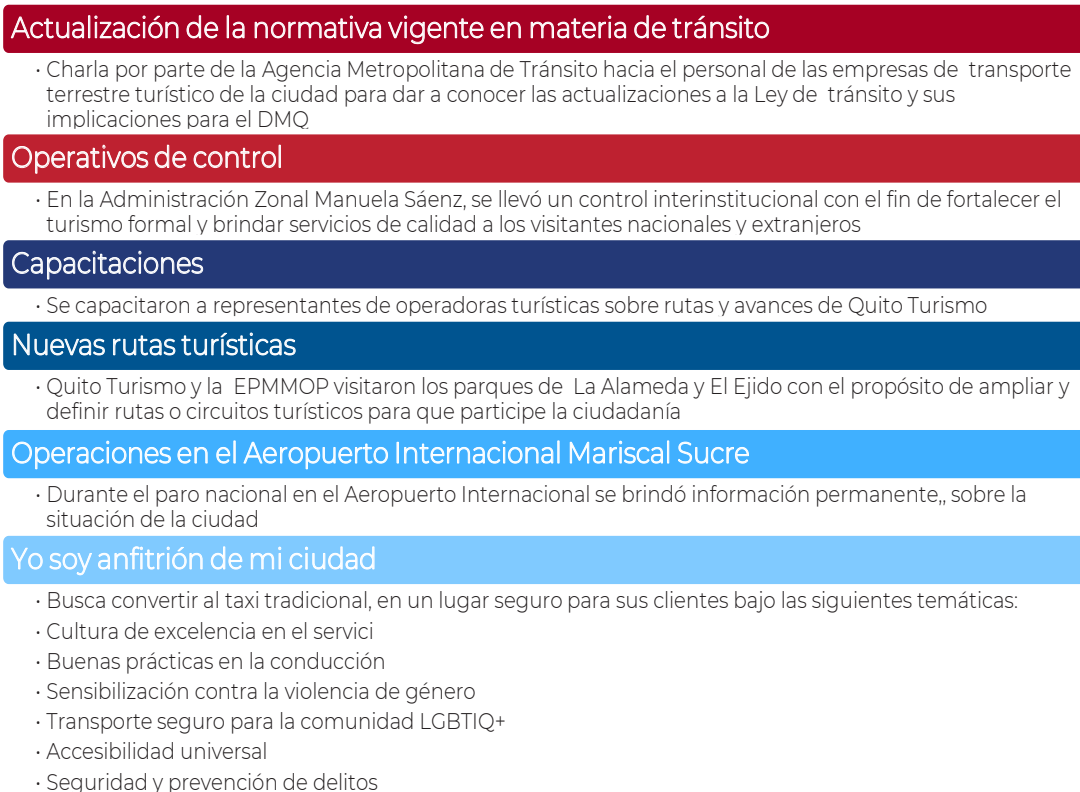 Actualización de la normativa vigente en materia de tránsito
· Charla por parte de la Agencia Metropolitana de Tránsito hacia el personal de las empresas de transporte
terrestre turístico de la ciudad para dar a conocer las actualizaciones a la Ley de tránsito y sus
implicaciones para el DMQ
Operativos de control
· En la Administración Zonal Manuela Sáenz, se llevó un control interinstitucional con el fin de fortalecer el
turismo formal y brindar servicios de calidad a los visitantes nacionales y extranjeros
Capacitaciones
· Se capacitaron a representantes de operadoras turísticas sobre rutas y avances de Quito Turismo
Nuevas rutas turísticas
· Quito Turismo y la EPMMOP visitaron los parques de La Alameda y El Ejido con el propósito de ampliar y
definir rutas o circuitos turísticos para que participe la ciudadanía
Operaciones en el Aeropuerto Internacional Mariscal Sucre
· Durante el paro nacional en el Aeropuerto Internacional se brindó información permanente,, sobre la
situación de la ciudad
Yo soy anfitrión de mi ciudad
· Busca convertir al taxi tradicional, en un lugar seguro para sus clientes bajo las siguientes temáticas:
· Cultura de excelencia en el servici
· Buenas prácticas en la conducción
· Sensibilización contra la violencia de género
· Transporte seguro para la comunidad LGBTIQ+
· Accesibilidad universal
· Seguridad y prevención de delitos